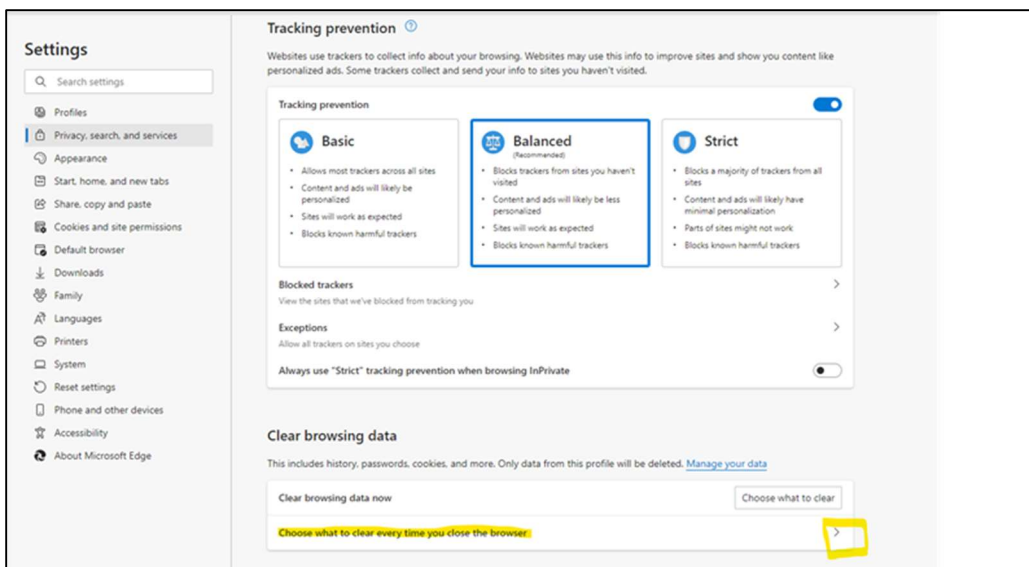 Settings
Search settings
Profiles
Privacy, search, and services
Appearance
Start, home, and new tabs
Share, copy and paste
Cookies and site permissions
Default browser
Downloads
Family
Languages
Printers
System
Reset settings
Phone and other devices
Accessibility
About Microsoft Edge
Tracking prevention
Websites use trackers to collect info about your browsing. Websites may use this info to improve sites and show you content like
personalized ads. Some trackers collect and send your info to sites you haven't visited.
Tracking prevention
Basic
• Allows most trackers across all sites
• Content and ads will likely be
personalized
• Sites will work as expected
• Blocks known harmful trackers
Balanced
(Recommended)
• Blocks trackers from sites you haven't
visited
• Content and ads will likely be less
personalized
• Sites will work as expected
• Blocks known harmful trackers
Strict
• Blocks a majority of trackers from all
sites
• Content and ads will likely have
minimal personalization
• Parts of sites might not work
• Blocks known harmful trackers
Blocked trackers
View the sites that we've blocked from tracking you
Exceptions
Allow all trackers on sites you choose
Always use "Strict" tracking prevention when browsing InPrivate
Clear browsing data
This includes history, passwords, cookies, and more. Only data from this profile will be deleted. Manage your data
Clear browsing data now
Choose what to clear
Choose what to clear every time you close the browser